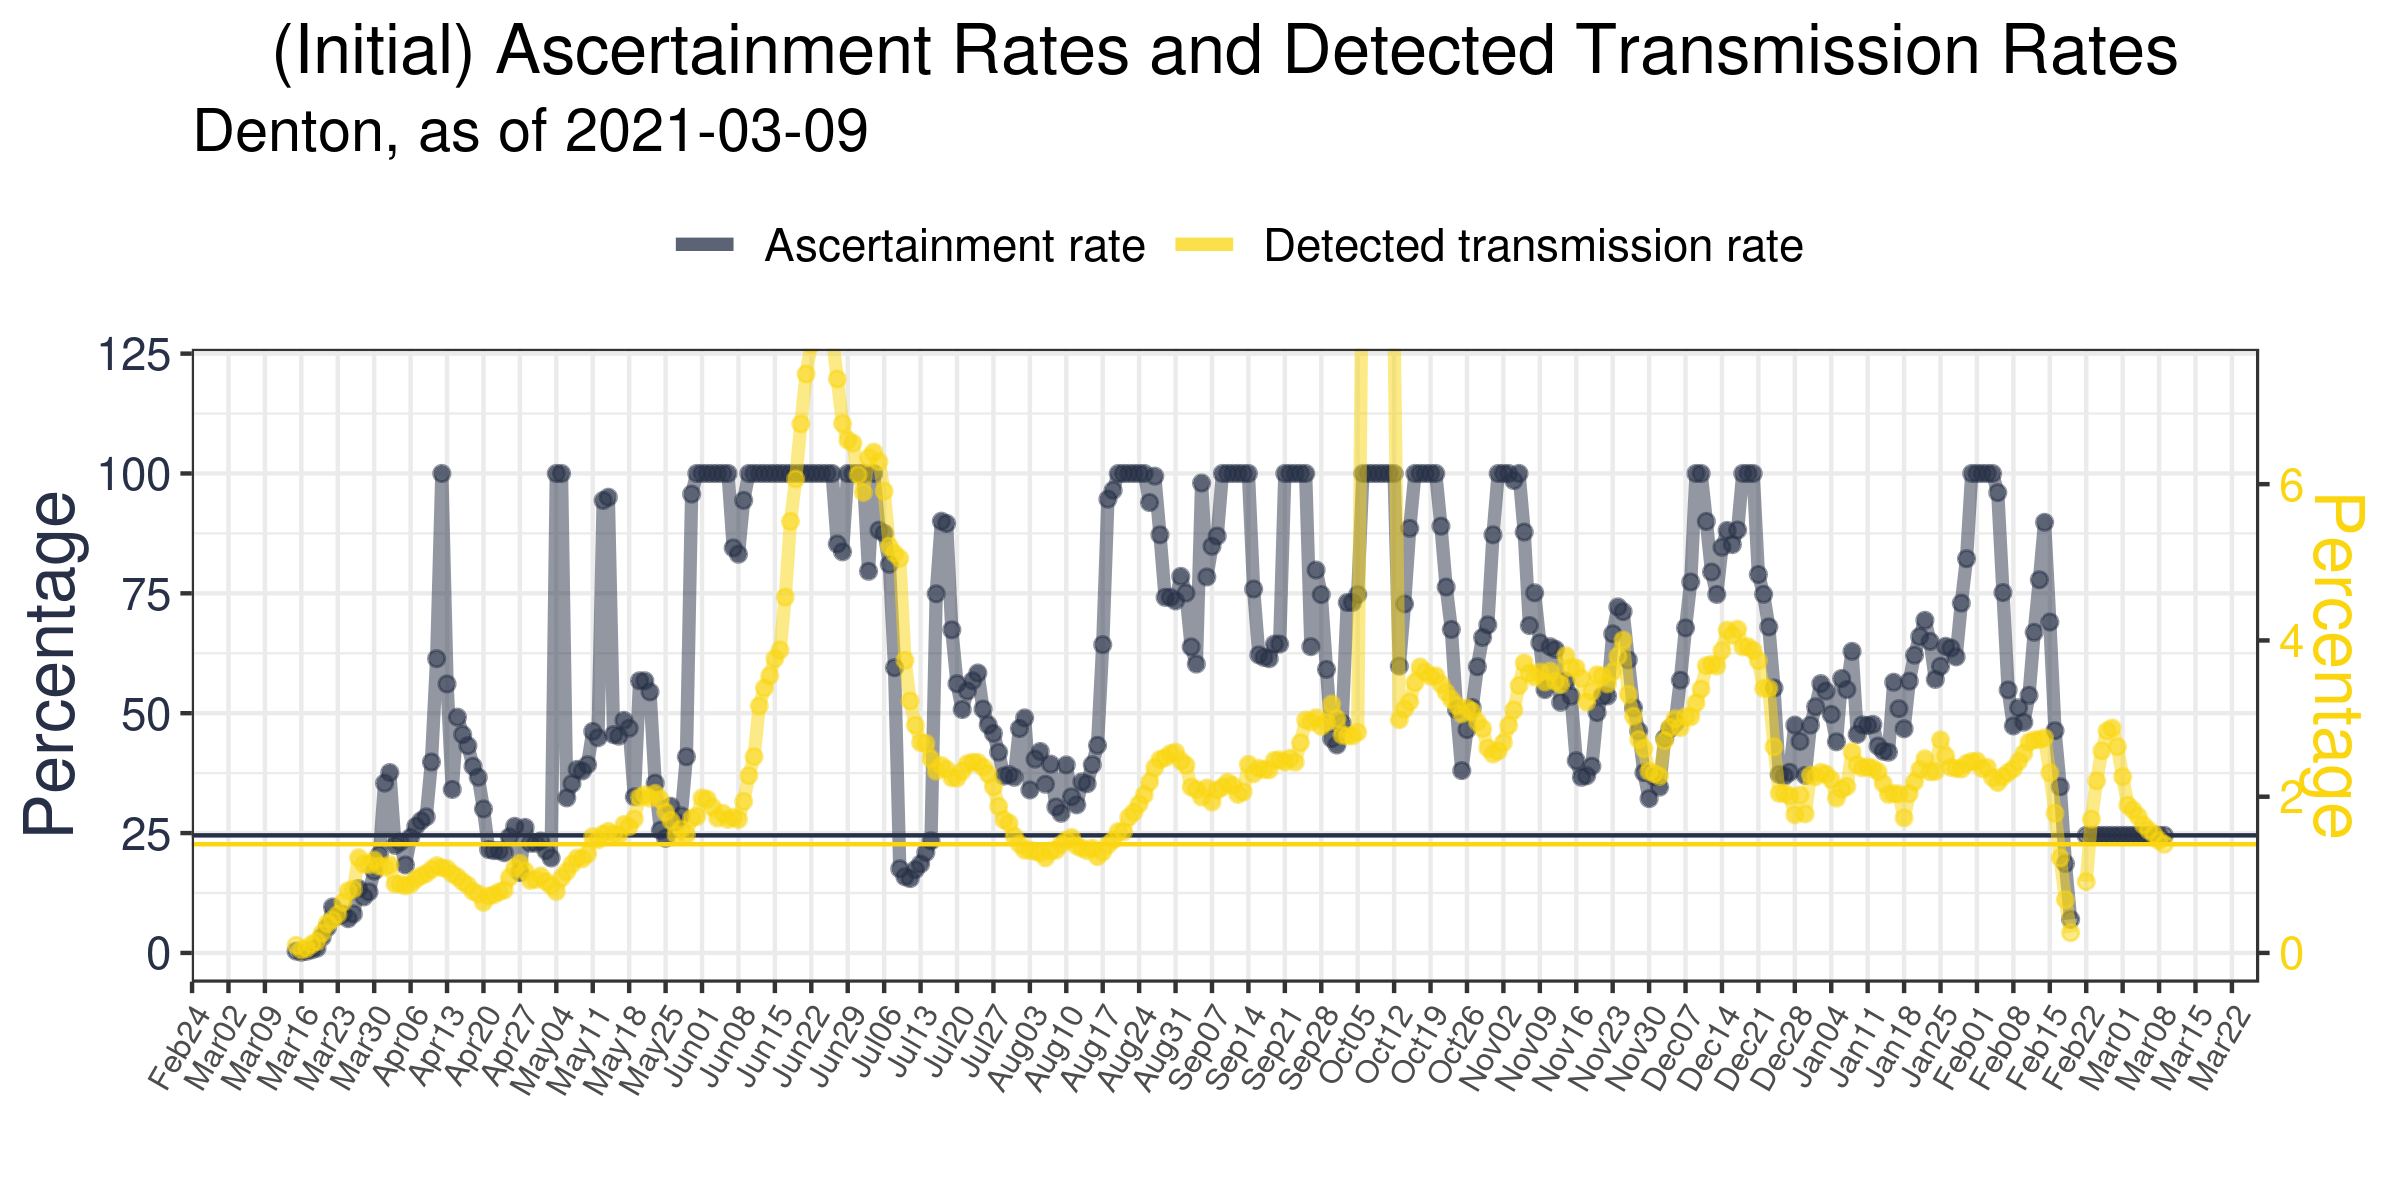 (Initial) Ascertainment Rates and Detected Transmission Rates
Denton, as of 2021-03-09
Ascertainment rate Detected transmission rate
125
100
75
50
25
0
Percentage
6
4
2
0
Percentage
Feb24 Mar02 Mar09 Mar16 Mar23 Mar30 Apr06 Apr13 Apr20 Apr27 May04 May11 May18 May25 Jun01 Jun08 Jun15 Jun22 Jun29 Jul06 Jul13 Jul20 Jul27 Aug03 Aug10 Aug17 Aug24 Aug31 Sep07 Sep14 Sep21 Sep28 Oct05 Oct12 Oct19 Oct26 Nov02 Nov09 Nov16 Nov23 Nov30 Dec07 Dec14 Dec21 Dec28 Jan04 Jan11 Jan18 Jan25 Feb01 Feb08 Feb15 Feb22 Mar01 Mar08 Mar15 Mar22